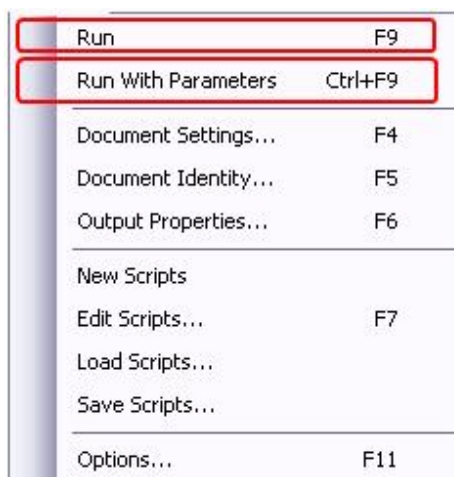 Run F9
Run With Parameters Ctrl+F9
Document Settings... F4
Document Identity... F5
Output Properties... F6
New Scripts
Edit Scripts... F7
Load Scripts...
Save Scripts...
Options... F11